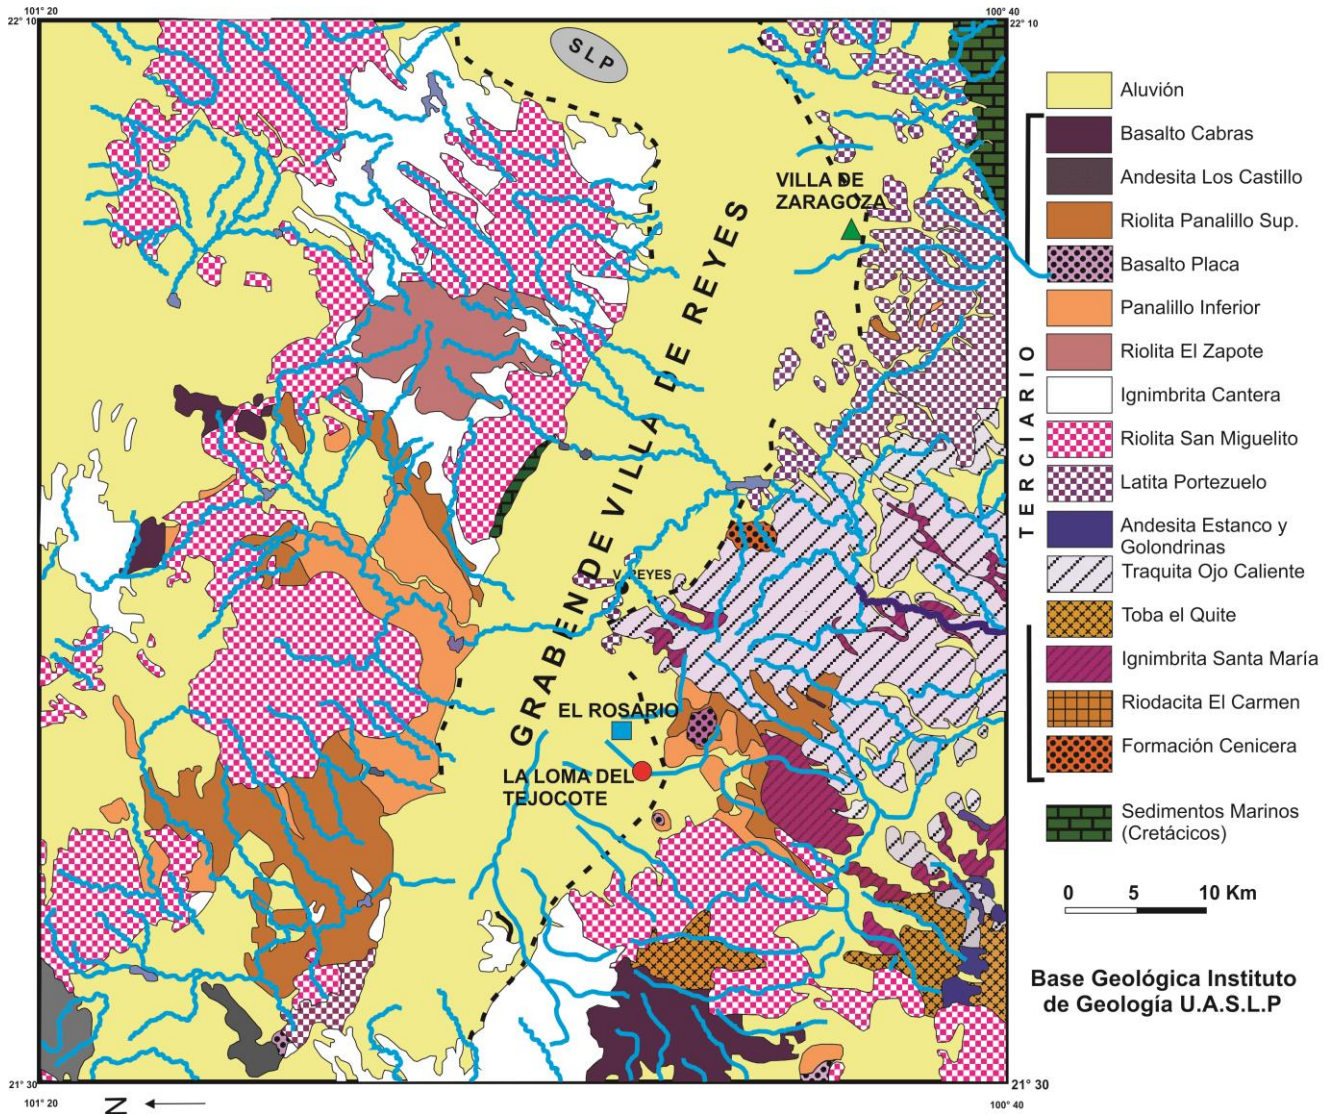 101° 20
22° 10
100° 40
22° 10
S L P
VILLA DE
ZARAGOZA
GRABEN DE VILLA DE REYES
V. REYES
EL ROSARIO
LA LOMA DEL
TEJOCOTE
21° 30
101° 20
N
21° 30
100° 40
Aluvión
Basalto Cabras
Andesita Los Castillo
Riolita Panalillo Sup.
Basalto Placa
Panalillo Inferior
Riolita El Zapote
Ignimbrita Cantera
Riolita San Miguelito
Latita Portezuelo
Andesita Estanco y
Golondrinas
Traquita Ojo Caliente
Toba el Quite
Ignimbrita Santa María
Riodacita El Carmen
Formación Cenicera
TERCIARIO
Sedimentos Marinos
(Cretácicos)
0 5 10 Km
Base Geológica Instituto
de Geología U.A.S.L.P